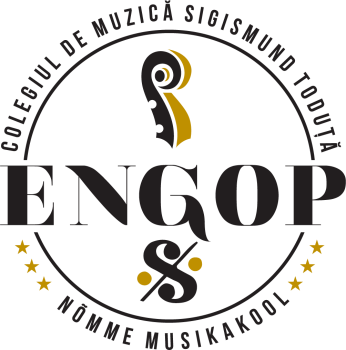 COLEGIUL DE MUZICĂ SIGISMUND TODUȚĂ
ENGOP
NÕMME MUSIKAKOOL